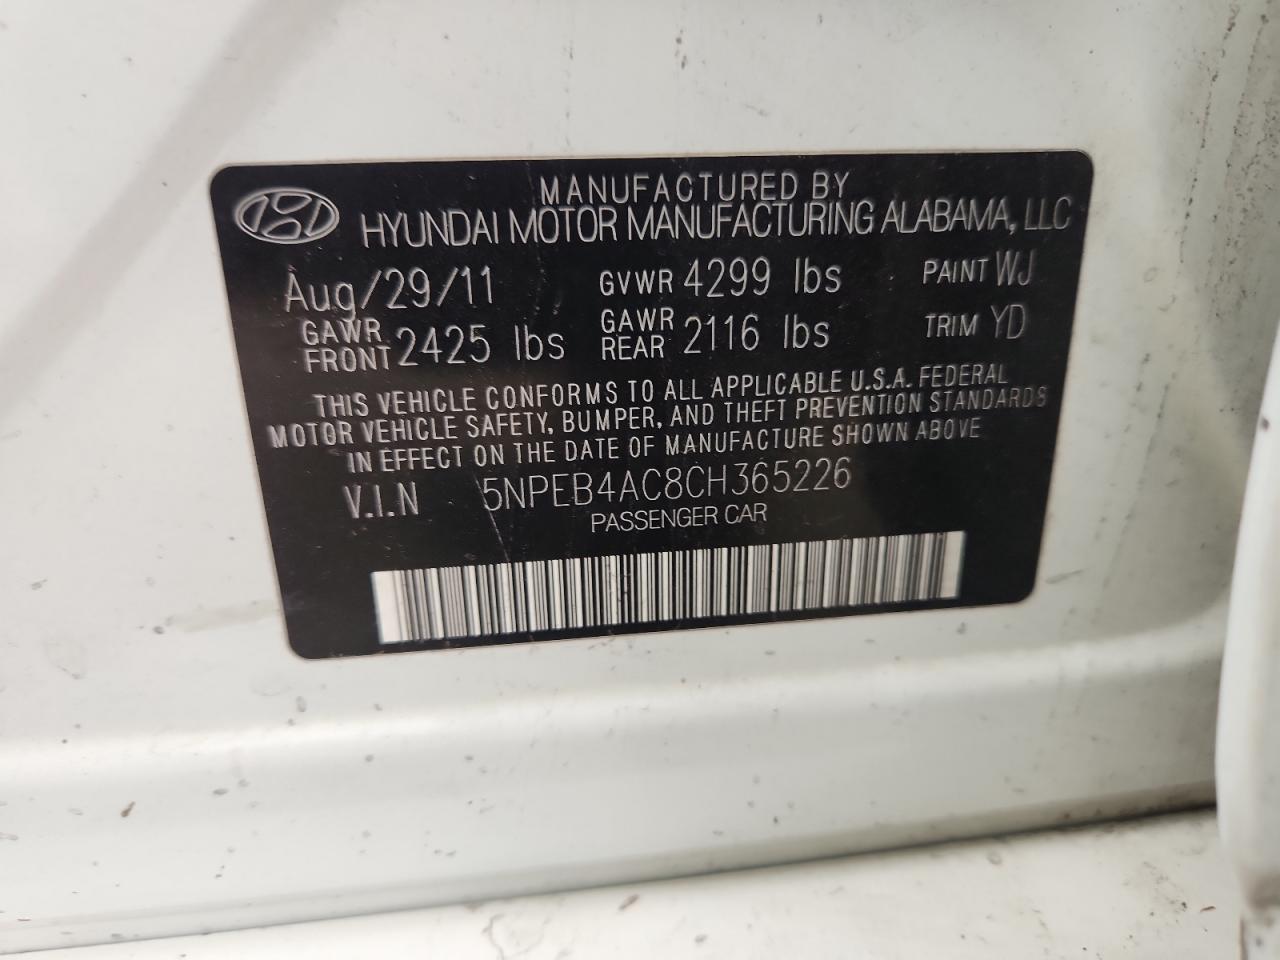 MANUFACTURED BY
HYUNDAI MOTOR MANUFACTURING ALABAMA, LLC
Aug/29/11 GVWR 4299 lbs PAINT WJ
GAWR FRONT 2425 lbs GAWR REAR 2116 lbs TRIM YD
THIS VEHICLE CONFORMS TO ALL APPLICABLE U.S.A. FEDERAL
MOTOR VEHICLE SAFETY, BUMPER, AND THEFT PREVENTION STANDARDS
IN EFFECT ON THE DATE OF MANUFACTURE SHOWN ABOVE
V.I.N 5NPEB4AC8CH365226
PASSENGER CAR